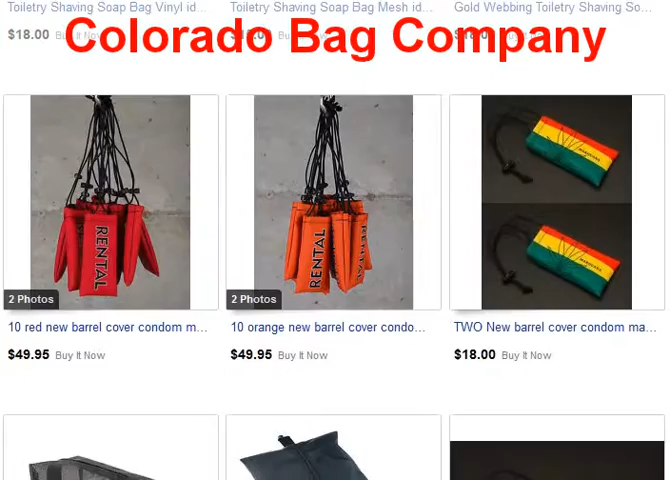 Toiletry Shaving Soap Bag Vinyl id...
Toiletry Shaving Soap Bag Mesh id...
Gold Webbing Toiletry Shaving So...
$18.00 Buy It Now
Colorado Bag Company
RENTAL
RENTAL
2 Photos
2 Photos
10 red new barrel cover condom m...
10 orange new barrel cover condo...
TWO New barrel cover condom ma...
$49.95 Buy It Now
$49.95 Buy It Now
$18.00 Buy It Now